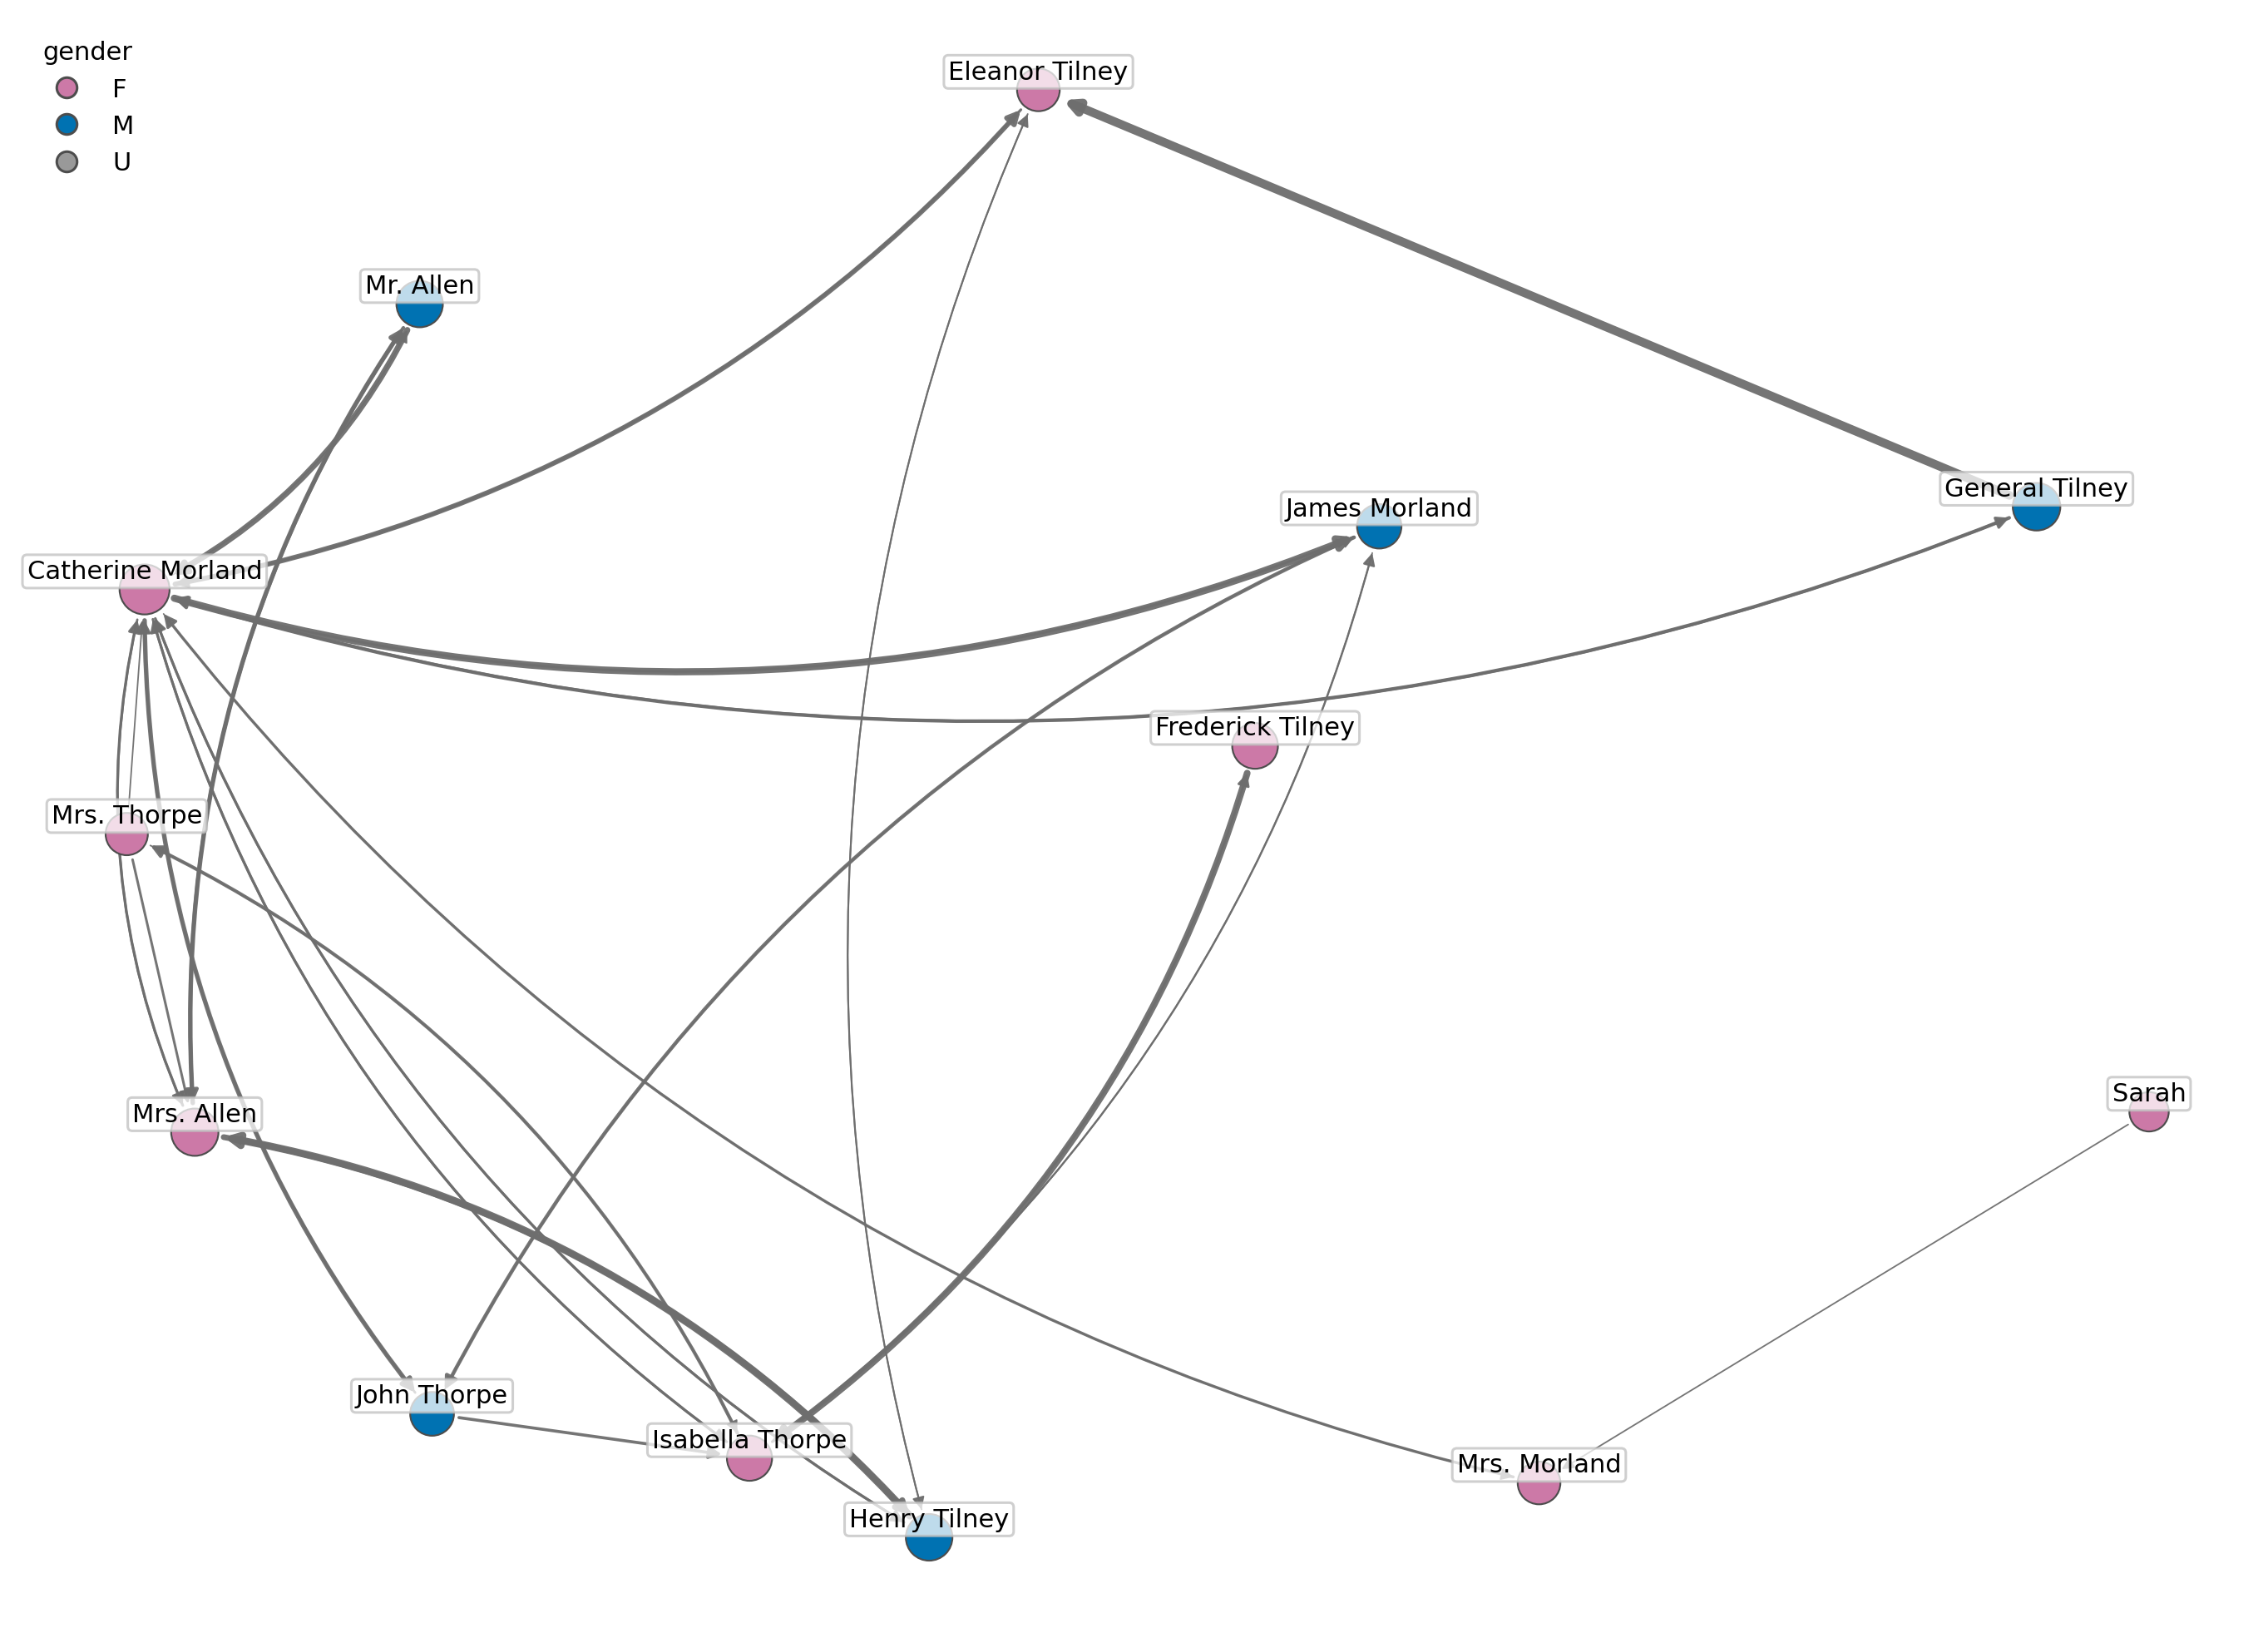 gender
F
M
U
Eleanor Tilney
Mr. Allen
General Tilney
James Morland
Catherine Morland
Frederick Tilney
Mrs. Thorpe
Sarah
Mrs. Allen
John Thorpe
Isabella Thorpe
Mrs. Morland
Henry Tilney